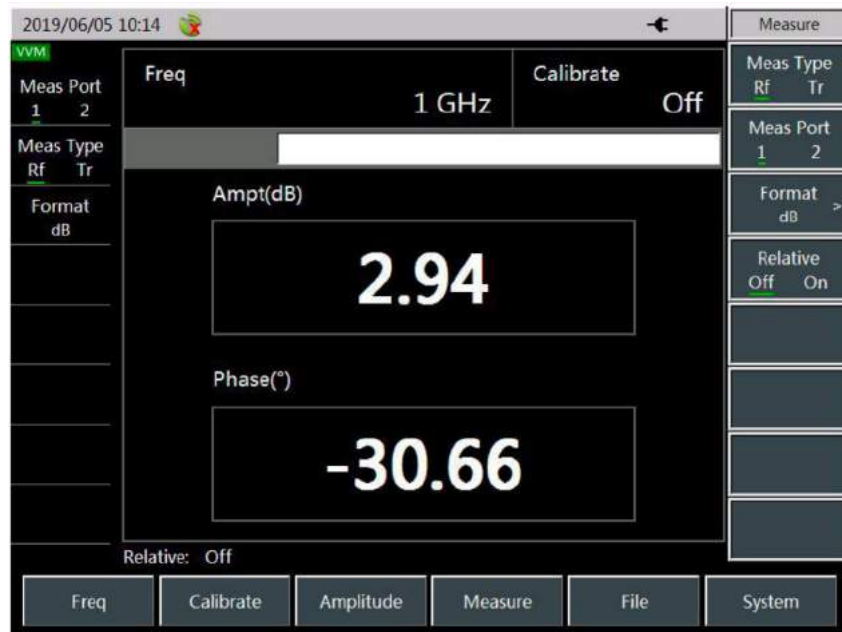 2019/06/05 10:14
Measure
VVM
Meas Port
1 2
Meas Type
Rf Tr
Format
dB
Freq
1 GHz
Calibrate
Off
Ampt(dB)
2.94
Phase(°)
-30.66
Relative: Off
Meas Type
Rf Tr
Meas Port
1 2
Format >
dB
Relative
Off On
Freq Calibrate Amplitude Measure File System